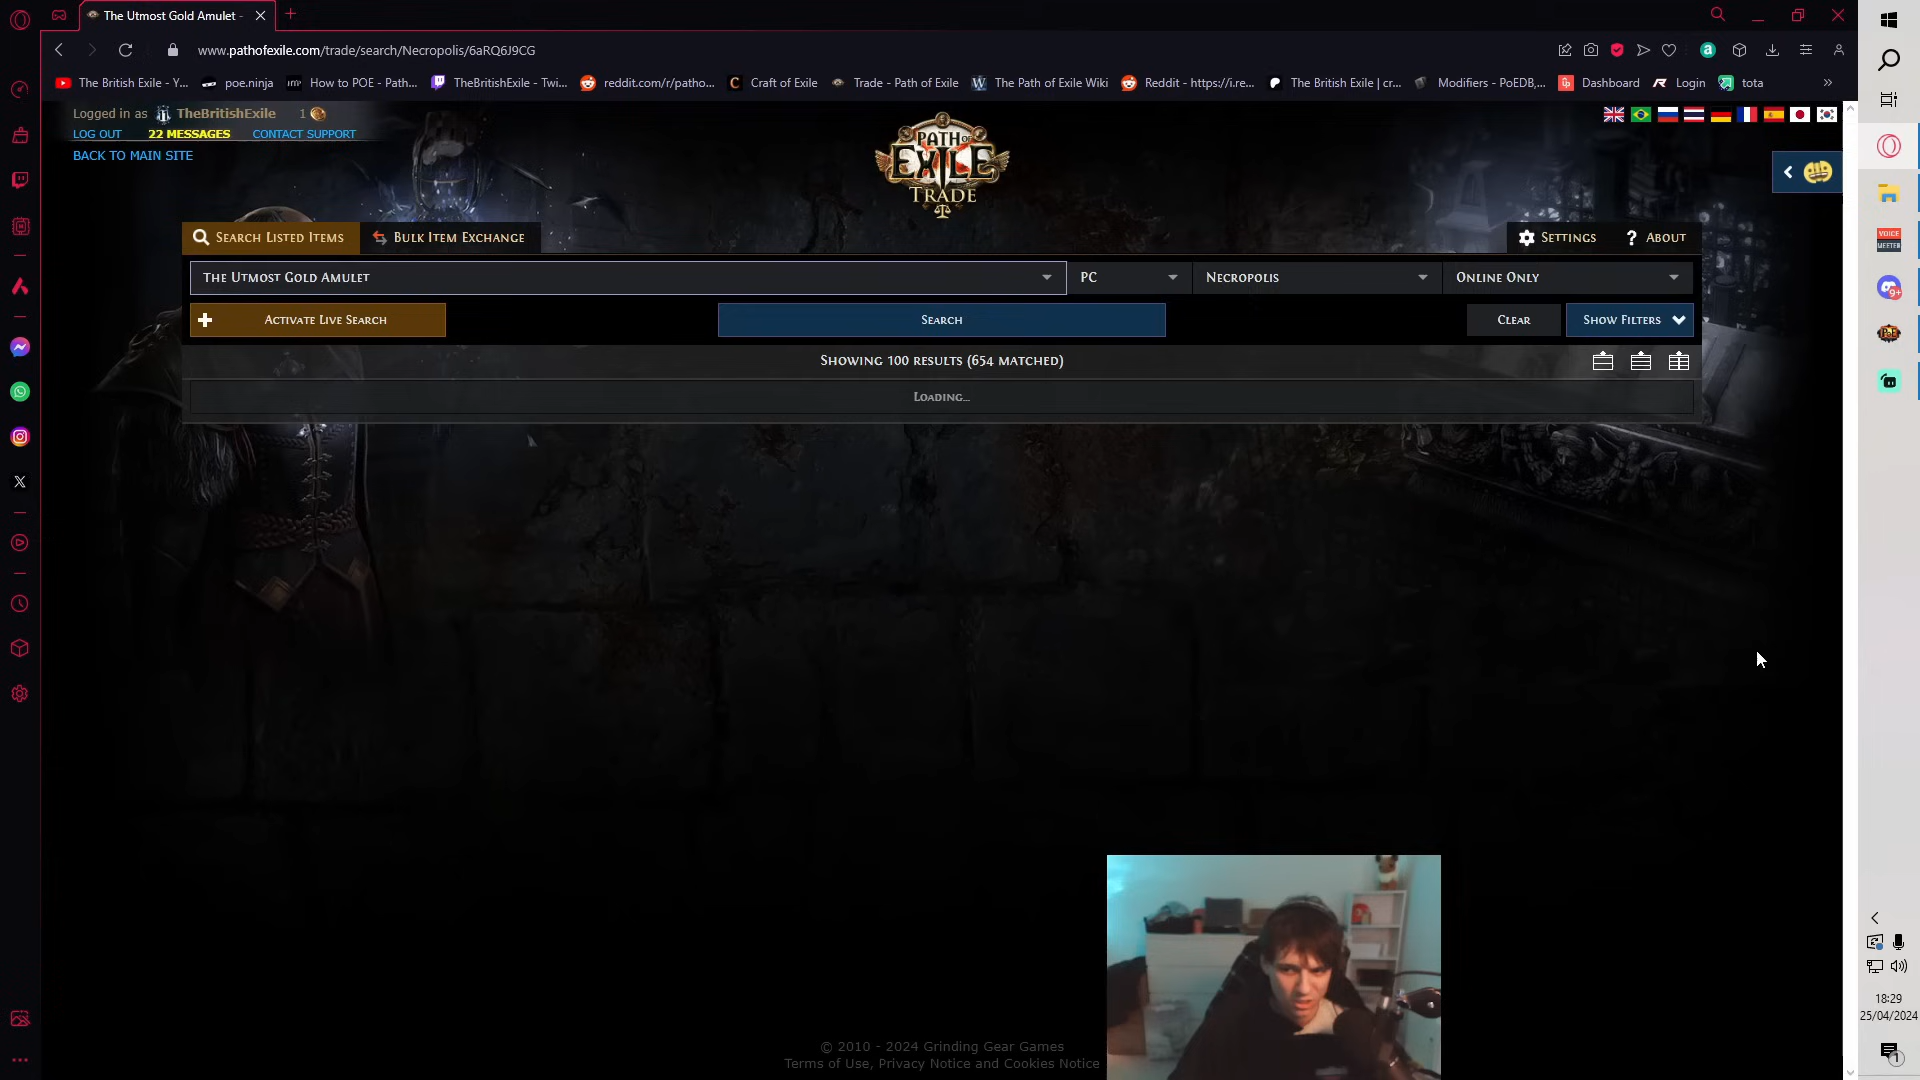 The Utmost Gold Amulet -
www.pathofexile.com/trade/search/Necropolis/6aRQ6J9CG
The British Exile - Y...
poe.ninja
How to POE - Path...
TheBritishExile - Twi...
reddit.com/r/patho...
Craft of Exile
Trade - Path of Exile
The Path of Exile Wiki
Reddit - https://i.re...
The British Exile | cr...
Modifiers - PoEDB,...
Dashboard
Login
tota
»
Logged in as TheBritishExile 1
LOG OUT 22 MESSAGES CONTACT SUPPORT
BACK TO MAIN SITE
PATH OF
EXILE
TRADE
SEARCH LISTED ITEMS
BULK ITEM EXCHANGE
SETTINGS
? ABOUT
THE UTMOST GOLD AMULET
PC
NECROPOLIS
ONLINE ONLY
ACTIVATE LIVE SEARCH
SEARCH
CLEAR
SHOW FILTERS
SHOWING 100 RESULTS (654 MATCHED)
LOADING...
© 2010 - 2024 Grinding Gear Games
Terms of Use, Privacy Notice and Cookies Notice
VOICE
MEETER
9+
18:29
25/04/2024
1